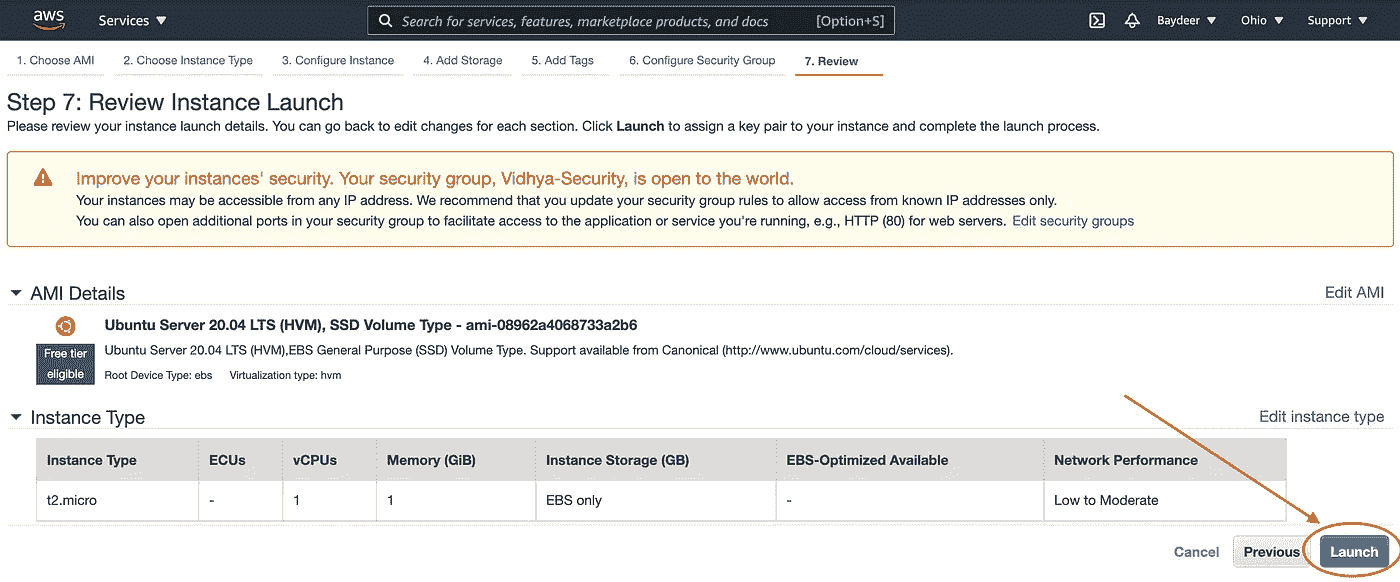 aws Services Search for services, features, marketplace products, and docs [Option+S] Baydeer Ohio Support
1. Choose AMI 2. Choose Instance Type 3. Configure Instance 4. Add Storage 5. Add Tags 6. Configure Security Group 7. Review
Step 7: Review Instance Launch
Please review your instance launch details. You can go back to edit changes for each section. Click Launch to assign a key pair to your instance and complete the launch process.
Improve your instances' security. Your security group, Vidhya-Security, is open to the world.
Your instances may be accessible from any IP address. We recommend that you update your security group rules to allow access from known IP addresses only.
You can also open additional ports in your security group to facilitate access to the application or service you're running, e.g., HTTP (80) for web servers. Edit security groups
AMI Details Edit AMI
Ubuntu Server 20.04 LTS (HVM), SSD Volume Type - ami-08962a4068733a2b6
Free tier eligible
Ubuntu Server 20.04 LTS (HVM),EBS General Purpose (SSD) Volume Type. Support available from Canonical (http://www.ubuntu.com/cloud/services).
Root Device Type: ebs Virtualization type: hvm
Instance Type Edit instance type
Instance Type ECUs vCPUs Memory (GiB) Instance Storage (GB) EBS-Optimized Available Network Performance
t2.micro - 1 1 EBS only - Low to Moderate
Cancel Previous Launch